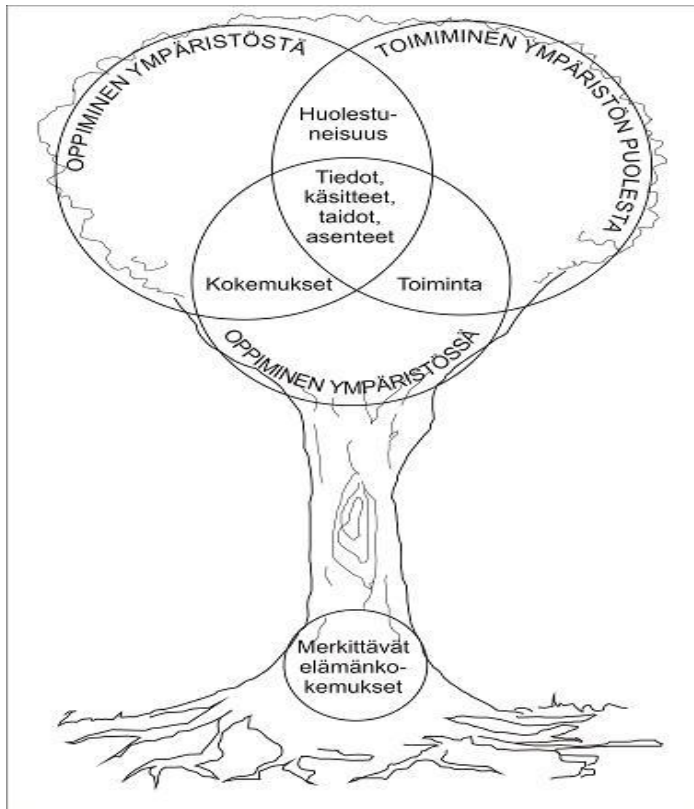 OPPIMINEN YMPÄRISTÖSTÄ
TOIMIMINEN YMPÄRISTÖN PUOLESTA
Huolestu-
neisuus
Tiedot,
käsitteet,
taidot,
asenteet
Kokemukset
Toiminta
OPPIMINEN YMPÄRISTÖSSÄ
Merkittävät
elämänko-
kemukset